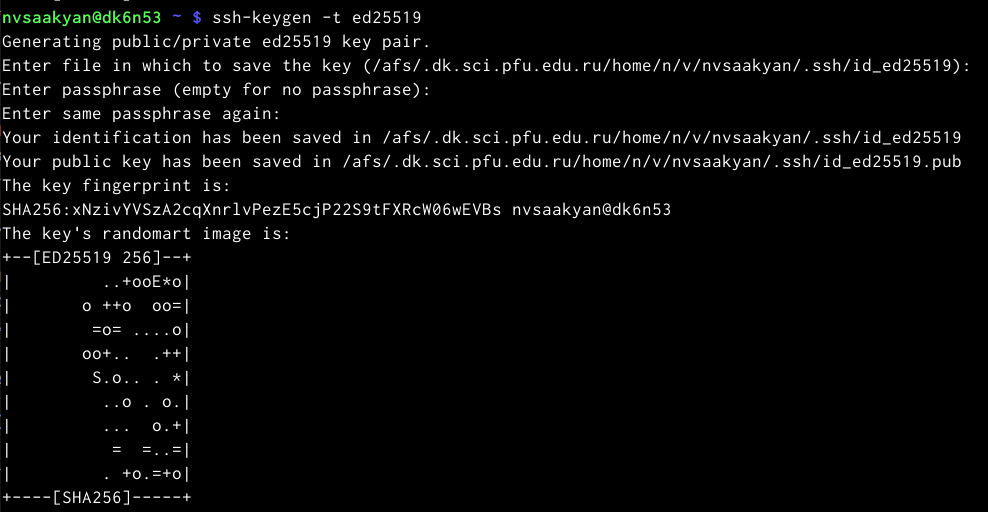 nvsaakyan@dk6n53 ~ $ ssh-keygen -t ed25519
Generating public/private ed25519 key pair.
Enter file in which to save the key (/afs/.dk.sci.pfu.edu.ru/home/n/v/nvsaakyan/.ssh/id_ed25519):
Enter passphrase (empty for no passphrase):
Enter same passphrase again:
Your identification has been saved in /afs/.dk.sci.pfu.edu.ru/home/n/v/nvsaakyan/.ssh/id_ed25519
Your public key has been saved in /afs/.dk.sci.pfu.edu.ru/home/n/v/nvsaakyan/.ssh/id_ed25519.pub
The key fingerprint is:
SHA256:xNzivYVSzA2cqXnrlvPezE5cjP22S9tFXRcW06wEVBs nvsaakyan@dk6n53
The key's randomart image is:
+--[ED25519 256]--+
|         ..+ooE*o|
|       o ++o  oo=|
|        =o= ....o|
|       oo+..  .++|
|        S.o.. . *|
|         ..o . o.|
|         ...  o.+|
|          =  =..=|
|         . +o.=+o|
+----[SHA256]-----+